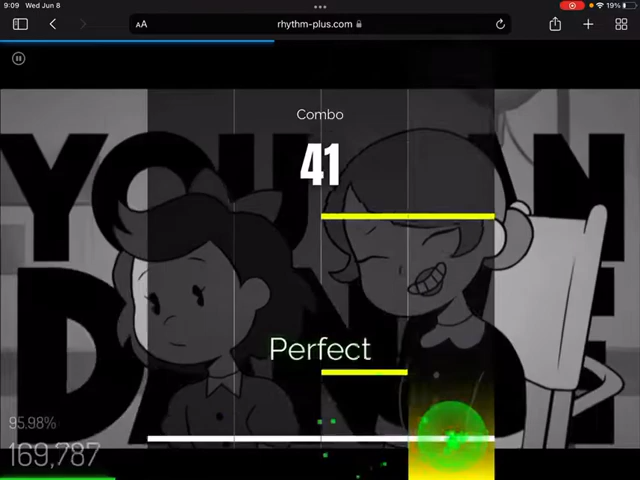 9:09 Wed Jun 8
19%
AA
rhythm-plus.com
Combo
41
Perfect
95.98%
169,787